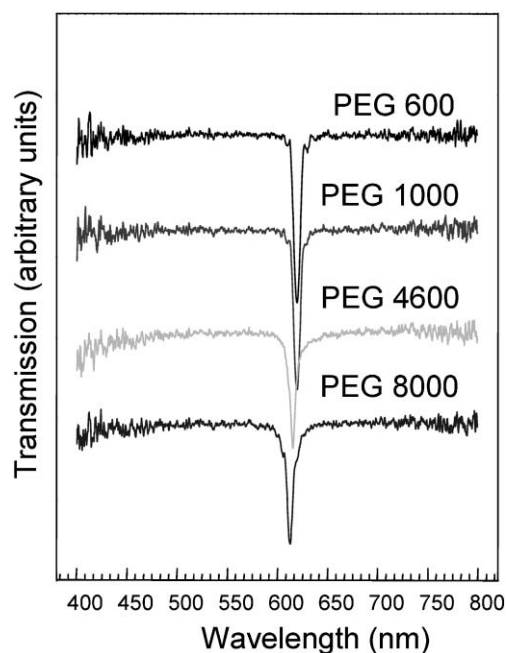 Transmission (arbitrary units)
PEG 600
PEG 1000
PEG 4600
PEG 8000
400 450 500 550 600 650 700 750 800
Wavelength (nm)